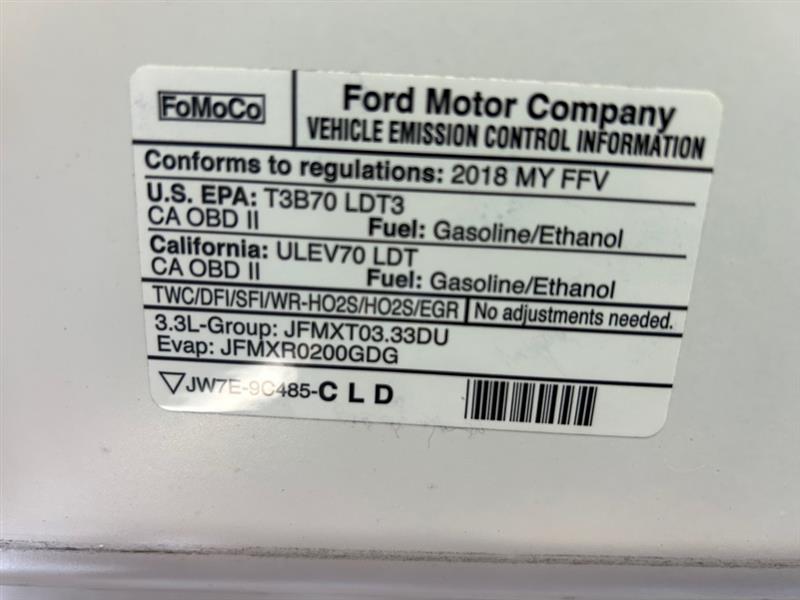 FoMoCo
Ford Motor Company
VEHICLE EMISSION CONTROL INFORMATION
Conforms to regulations: 2018 MY FFV
U.S. EPA: T3B70 LDT3
CA OBD II Fuel: Gasoline/Ethanol
California: ULEV70 LDT
CA OBD II Fuel: Gasoline/Ethanol
TWC/DFI/SFI/WR-HO2S/HO2S/EGR No adjustments needed.
3.3L-Group: JFMXT03.33DU
Evap: JFMXR0200GDG
JW7E-9C485-C L D